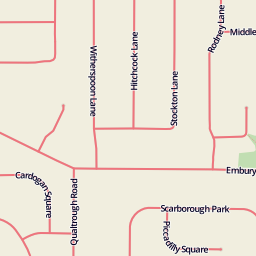 Rodney Lane
Middle
Witherspoon Lane
Hitchcock Lane
Stockton Lane
Embury
Cardogan Square
Qualtrough Road
Scarborough Park
Piccadilly Square